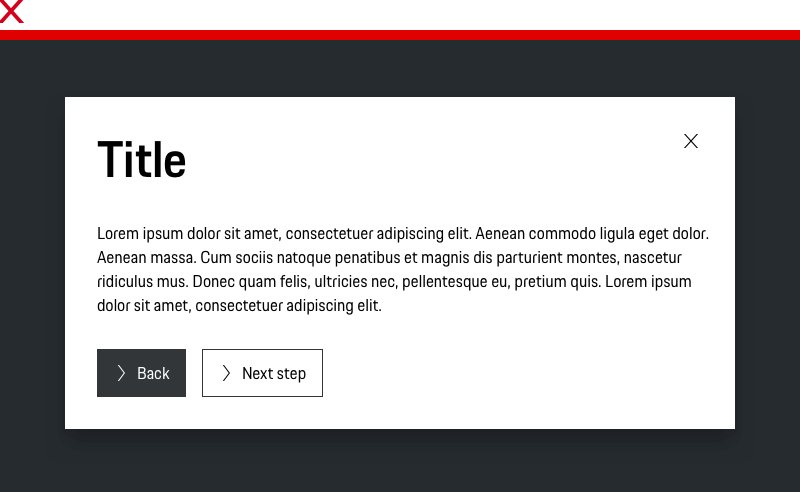 Title
Lorem ipsum dolor sit amet, consectetuer adipiscing elit. Aenean commodo ligula eget dolor.
Aenean massa. Cum sociis natoque penatibus et magnis dis parturient montes, nascetur
ridiculus mus. Donec quam felis, ultricies nec, pellentesque eu, pretium quis. Lorem ipsum
dolor sit amet, consectetuer adipiscing elit.
Back
Next step